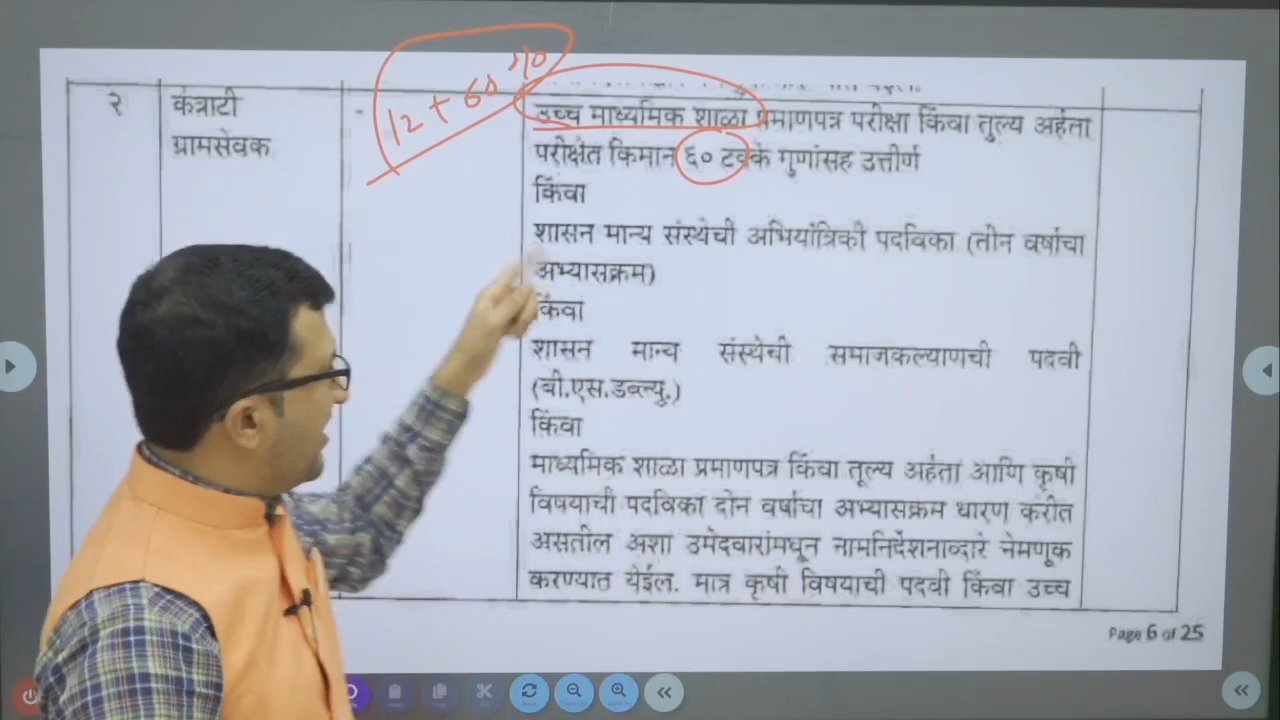 12 + 60 %
२
कंत्राटी
ग्रामसेवक
-
उच्च माध्यमिक शाळा प्रमाणपत्र परीक्षा किंवा तुल्य अर्हता
परीक्षेत किमान ६० टक्के गुणांसह उत्तीर्ण
किंवा
शासन मान्य संस्थेची अभियांत्रिकी पदविका (तीन वर्षाचा
अभ्यासक्रम)
किंवा
शासन मान्य संस्थेची समाजकल्याणची पदवी
(बी.एस.डब्ल्यु.)
किंवा
माध्यमिक शाळा प्रमाणपत्र किंवा तूल्य अर्हता आणि कृषी
विषयाची पदविका दोन वर्षाचा अभ्यासक्रम धारण करीत
असतील अशा उमेदवारांमधून नामनिर्देशनाव्दारे नेमणूक
करण्यात येईल. मात्र कृषी विषयाची पदवी किंवा उच्च
Page 6 of 25